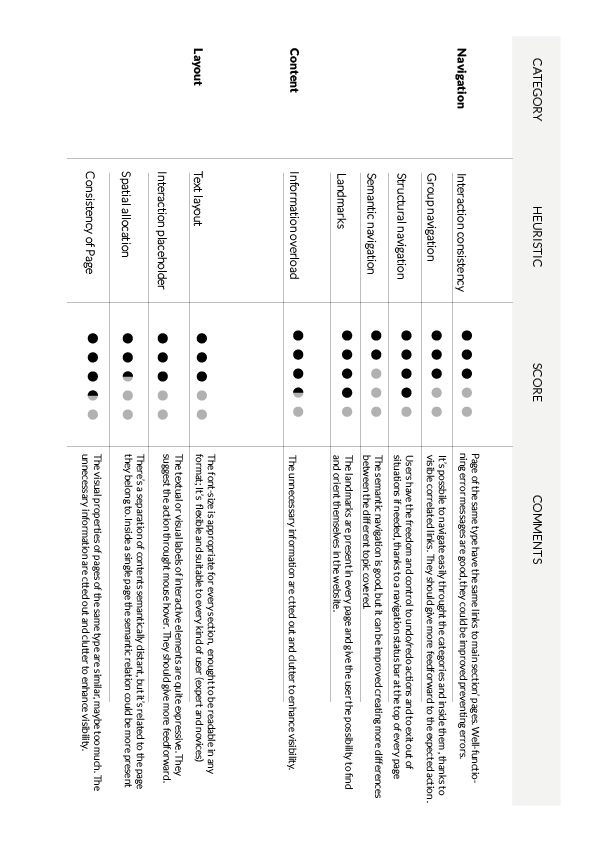 CATEGORY HEURISTIC SCORE COMMENTS
Navigation Interaction consistency Page of the same type have the same links to main section' pages. Well-functio-
ning error messages are good, they could be improved preventing errors.
Group navigation It's possbile to navigate easily throught the categories and inside them , thanks to
visible correlated links. They should give more feedforward to the expected action.
Structural navigation Users have the freedom and control to undo/redo actions and to exit out of
situations if needed, thanks to a navigation status bar at the top of every page
Semantic navigation The semantic navigation is good, but it can be improved creating more differences
between the different topic covered.
Landmarks The landmarks are present in every page and give the user the possibility to find
and orient themselves in the website.
Content Information overload The unnecessary information are ctted out and clutter to enhance visibility.
Layout Text layout The font-size is appropriate for every section, enought to be readable in any
format; it's flexible and suitable to every kind of user (expert and novices)
Interaction placeholder The textual or visual labels of interactive elements are quite expressive. They
suggest the action throught mouse hover. They should give more feedforward.
Spatial allocation There's a separation of contents semantically distant, but it's related to the page
they belong to. Inside a single page the semantic relation could be more present
Consistency of Page The visual properties of pages of the same type are similar, maybe too much. The
unnecessary information are ctted out and clutter to enhance visibility.